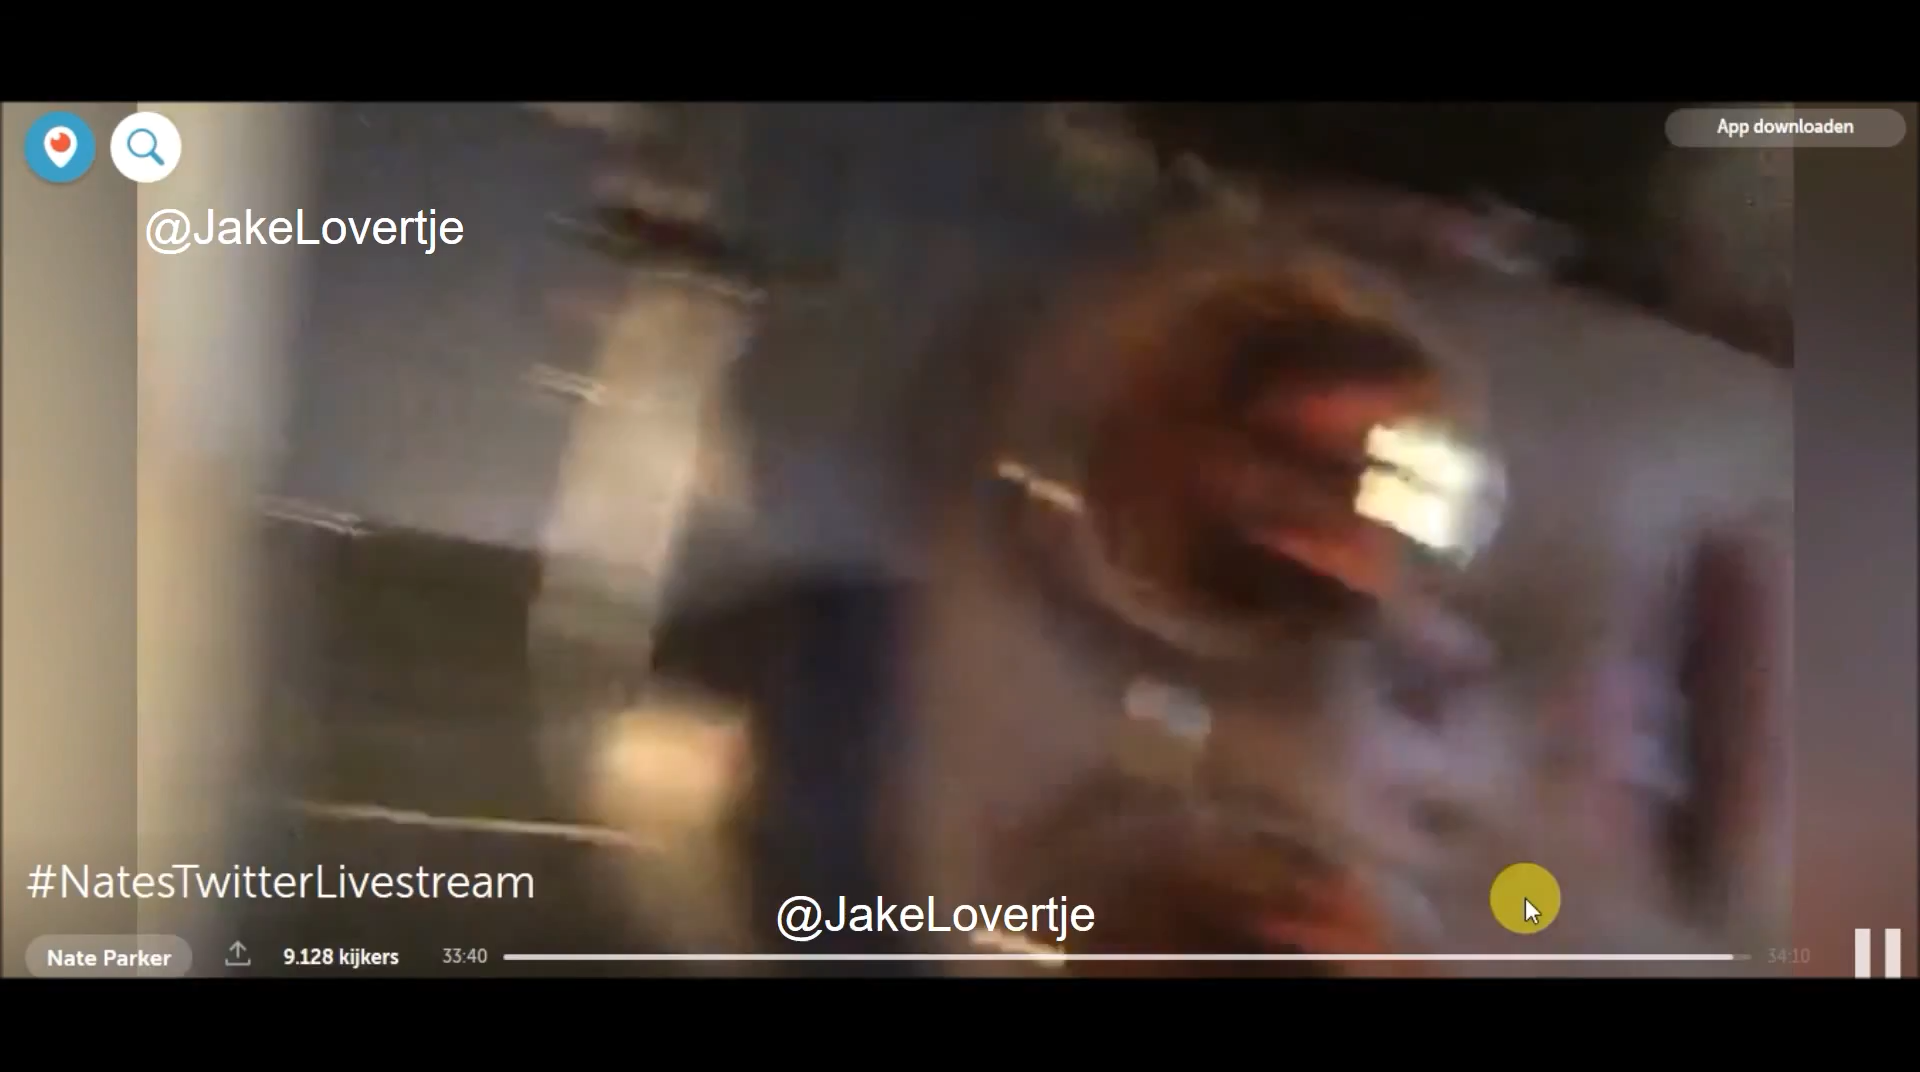 App downloaden
@JakeLovertje
#NatesTwitterLivestream
@JakeLovertje
Nate Parker
9.128 kijkers
33:40
34:10